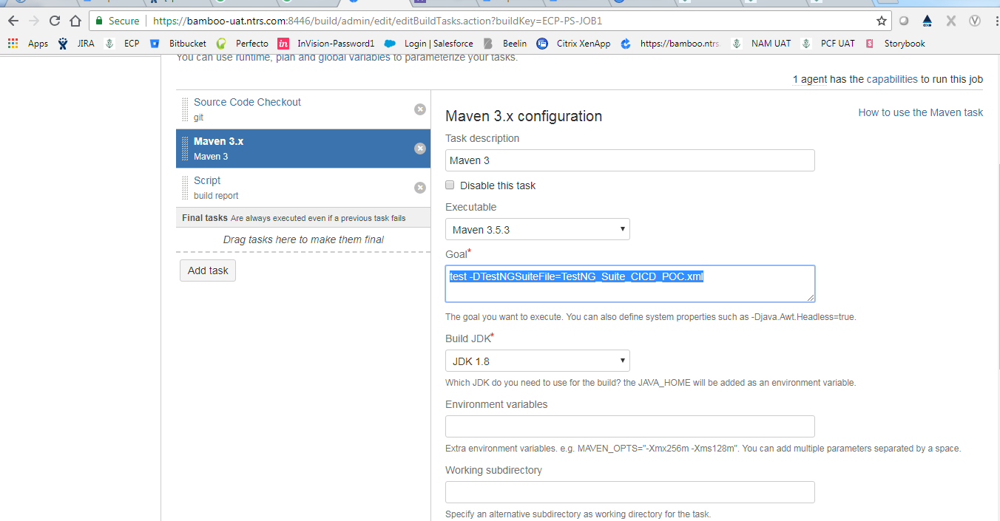 Secure | https://bamboo-uat.ntrs.com:8446/build/admin/edit/editBuildTasks.action?buildKey=ECP-PS-JOB1
Apps JIRA ECP Bitbucket Perfecto in InVision-Password1 Login | Salesforce Beelin Citrix XenApp https://bamboo.ntrs. NAM UAT PCF UAT Storybook
You can use runtime, plan and global variables to parameterize your tasks.
1 agent has the capabilities to run this job
Source Code Checkout
git
Maven 3.x
Maven 3
Script
build report
Final tasks Are always executed even if a previous task fails
Drag tasks here to make them final
Add task
Maven 3.x configuration
How to use the Maven task
Task description
Maven 3
Disable this task
Executable
Maven 3.5.3
Goal*
test -DTestNGSuiteFile=TestNG_Suite_CICD_POC.xml
The goal you want to execute. You can also define system properties such as -Djava.Awt.Headless=true.
Build JDK*
JDK 1.8
Which JDK do you need to use for the build? the JAVA_HOME will be added as an environment variable.
Environment variables
Extra environment variables. e.g. MAVEN_OPTS="-Xmx256m -Xms128m". You can add multiple parameters separated by a space.
Working subdirectory
Specify an alternative subdirectory as working directory for the task.